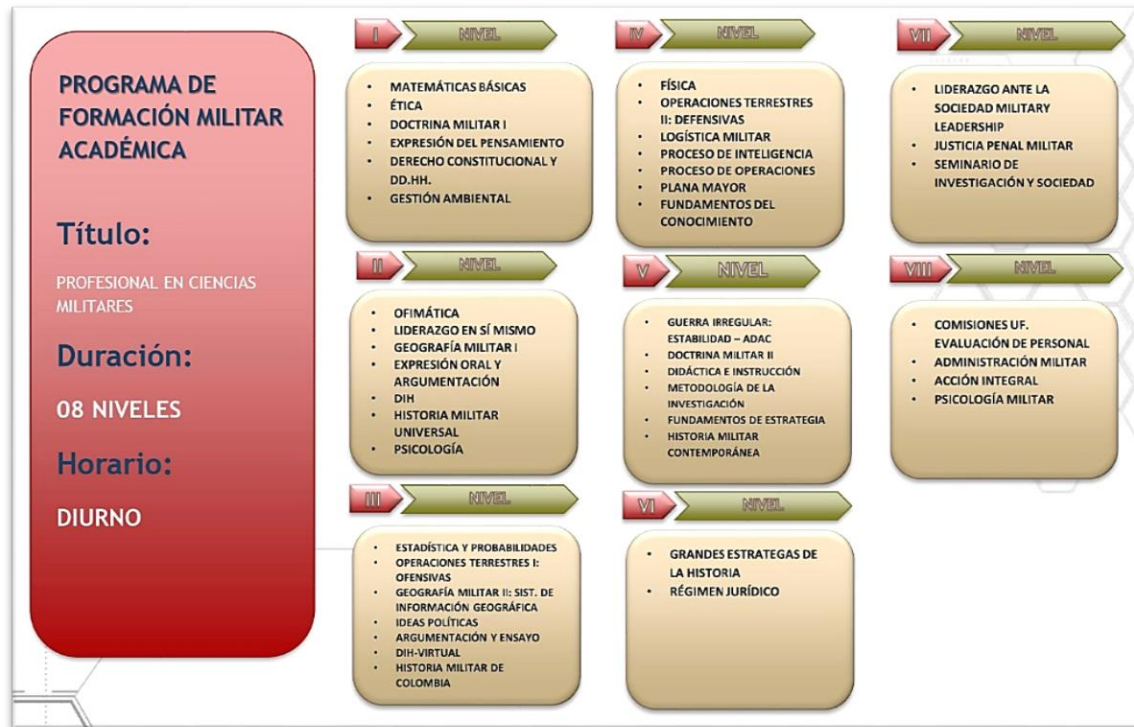 PROGRAMA DE
FORMACIÓN MILITAR
ACADÉMICA
Título:
PROFESIONAL EN CIENCIAS
MILITARES
Duración:
08 NIVELES
Horario:
DIURNO
I NIVEL
• MATEMÁTICAS BÁSICAS
• ÉTICA
• DOCTRINA MILITAR I
• EXPRESIÓN DEL PENSAMIENTO
• DERECHO CONSTITUCIONAL Y
DD.HH.
• GESTIÓN AMBIENTAL
II NIVEL
• OFIMÁTICA
• LIDERAZGO EN SÍ MISMO
• GEOGRAFÍA MILITAR I
• EXPRESIÓN ORAL Y
ARGUMENTACIÓN
• DIH
• HISTORIA MILITAR
UNIVERSAL
• PSICOLOGÍA
III NIVEL
• ESTADÍSTICA Y PROBABILIDADES
• OPERACIONES TERRESTRES I:
OFENSIVAS
• GEOGRAFÍA MILITAR II: SIST. DE
INFORMACIÓN GEOGRÁFICA
• IDEAS POLÍTICAS
• ARGUMENTACIÓN Y ENSAYO
• DIH-VIRTUAL
• HISTORIA MILITAR DE
COLOMBIA
IV NIVEL
• FÍSICA
• OPERACIONES TERRESTRES
II: DEFENSIVAS
• LOGÍSTICA MILITAR
• PROCESO DE INTELIGENCIA
• PROCESO DE OPERACIONES
• PLANA MAYOR
• FUNDAMENTOS DEL
CONOCIMIENTO
V NIVEL
• GUERRA IRREGULAR:
ESTABILIDAD – ADAC
• DOCTRINA MILITAR II
• DIDÁCTICA E INSTRUCCIÓN
• METODOLOGÍA DE LA
INVESTIGACIÓN
• FUNDAMENTOS DE ESTRATEGIA
• HISTORIA MILITAR
CONTEMPORÁNEA
VI NIVEL
• GRANDES ESTRATEGAS DE
LA HISTORIA
• RÉGIMEN JURÍDICO
VII NIVEL
• LIDERAZGO ANTE LA
SOCIEDAD MILITARY
LEADERSHIP
• JUSTICIA PENAL MILITAR
• SEMINARIO DE
INVESTIGACIÓN Y SOCIEDAD
VIII NIVEL
• COMISIONES UF.
EVALUACIÓN DE PERSONAL
• ADMINISTRACIÓN MILITAR
• ACCIÓN INTEGRAL
• PSICOLOGÍA MILITAR